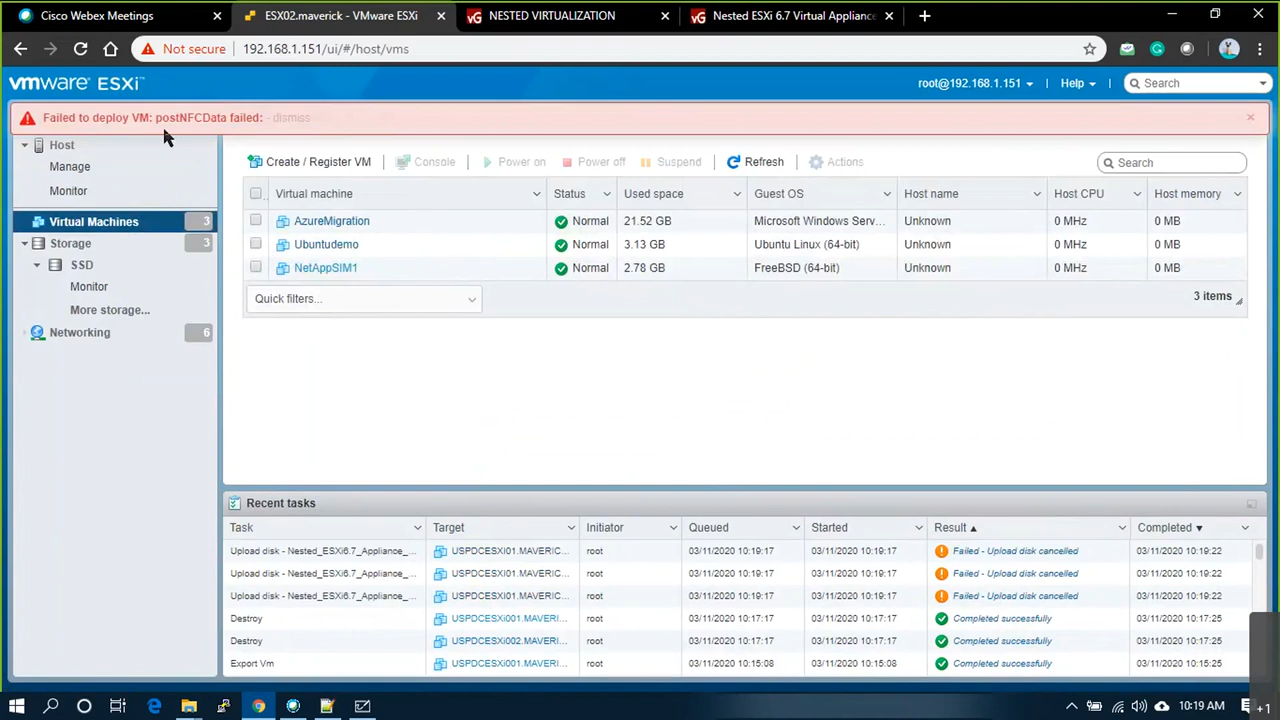 Cisco Webex Meetings
ESX02.maverick - VMware ESXi
NESTED VIRTUALIZATION
Nested ESXi 6.7 Virtual Appliance
Not secure 192.168.1.151/ui/#/host/vms
vmware ESXi
root@192.168.1.151 Help Search
Failed to deploy VM: postNFCData failed: - dismiss
Host
Manage
Monitor
Virtual Machines 3
Storage 3
SSD
Monitor
More storage...
Networking 6
Create / Register VM Console Power on Power off Suspend Refresh Actions Search
Virtual machine Status Used space Guest OS Host name Host CPU Host memory
AzureMigration Normal 21.52 GB Microsoft Windows Serv... Unknown 0 MHz 0 MB
Ubuntudemo Normal 3.13 GB Ubuntu Linux (64-bit) Unknown 0 MHz 0 MB
NetAppSIM1 Normal 2.78 GB FreeBSD (64-bit) Unknown 0 MHz 0 MB
Quick filters... 3 items
Recent tasks
Task Target Initiator Queued Started Result Completed
Upload disk - Nested_ESXi6.7_Appliance_... USPDCESXI01.MAVERIC... root 03/11/2020 10:19:17 03/11/2020 10:19:17 Failed - Upload disk cancelled 03/11/2020 10:19:22
Upload disk - Nested_ESXi6.7_Appliance_... USPDCESXI01.MAVERIC... root 03/11/2020 10:19:17 03/11/2020 10:19:17 Failed - Upload disk cancelled 03/11/2020 10:19:22
Upload disk - Nested_ESXi6.7_Appliance_... USPDCESXI01.MAVERIC... root 03/11/2020 10:19:17 03/11/2020 10:19:17 Failed - Upload disk cancelled 03/11/2020 10:19:22
Destroy USPDCESXi001.MAVERI... root 03/11/2020 10:17:17 03/11/2020 10:17:17 Completed successfully 03/11/2020 10:17:25
Destroy USPDCESXi002.MAVERI... root 03/11/2020 10:17:17 03/11/2020 10:17:17 Completed successfully 03/11/2020 10:17:25
Export Vm USPDCESXi001.MAVERI... root 03/11/2020 10:15:08 03/11/2020 10:15:08 Completed successfully 03/11/2020 10:15:25
10:19 AM +1